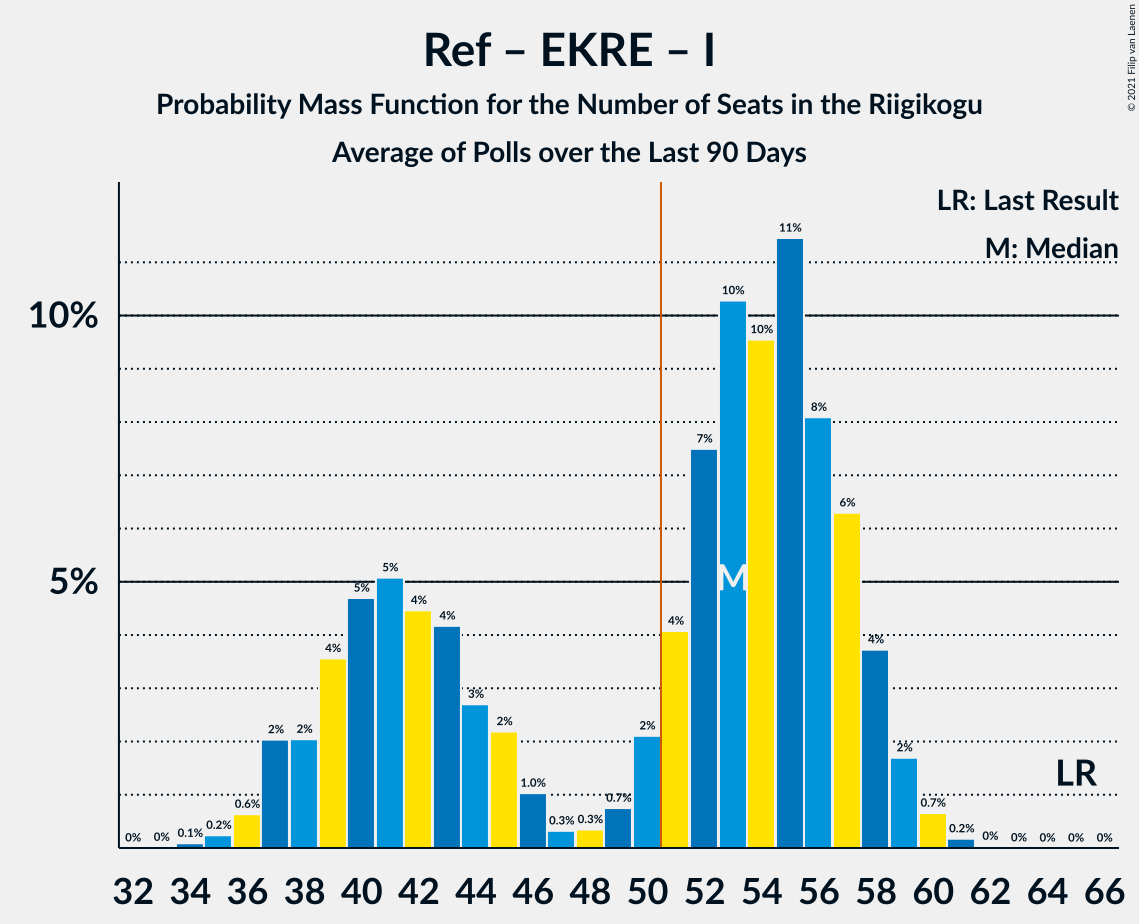 Ref – EKRE – I
Probability Mass Function for the Number of Seats in the Riigikogu
Average of Polls over the Last 90 Days
© 2021 Filip van Laenen
LR: Last Result
M: Median
10%
5%
0% 0% 0.1% 0.2% 0.6% 2% 2% 4% 5% 5% 4% 4% 3% 2% 1.0% 0.3% 0.3% 0.7% 2% 4% 7% 10% 10% 11% 8% 6% 4% 2% 0.7% 0.2% 0% 0% 0% 0% 0%
M
LR
32 34 36 38 40 42 44 46 48 50 52 54 56 58 60 62 64 66